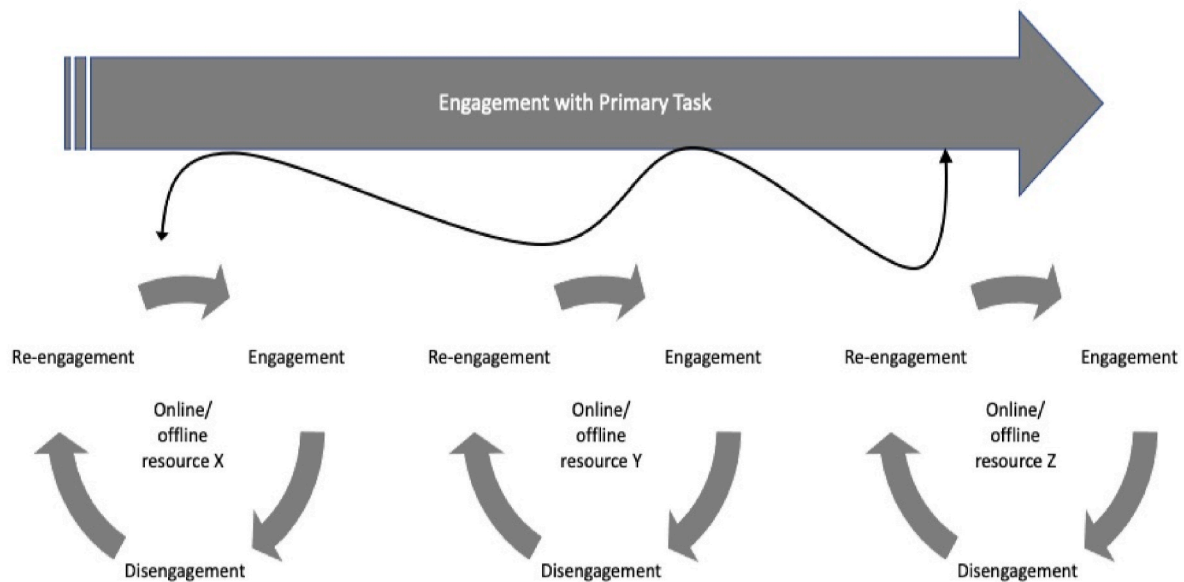 Engagement with Primary Task
Re-engagement
Engagement
Online/
offline
resource X
Disengagement
Re-engagement
Engagement
Online/
offline
resource Y
Disengagement
Re-engagement
Engagement
Online/
offline
resource Z
Disengagement